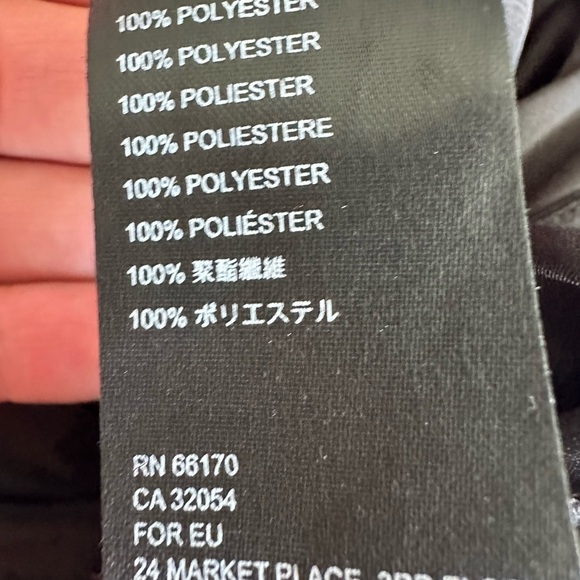 100% POLYESTER
100% POLYESTER
100% POLIESTER
100% POLIESTERE
100% POLYESTER
100% POLIÉSTER
100% 聚酯纖維
100% ポリエステル
RN 66170
CA 32054
FOR EU
24 MARKET PLACE,